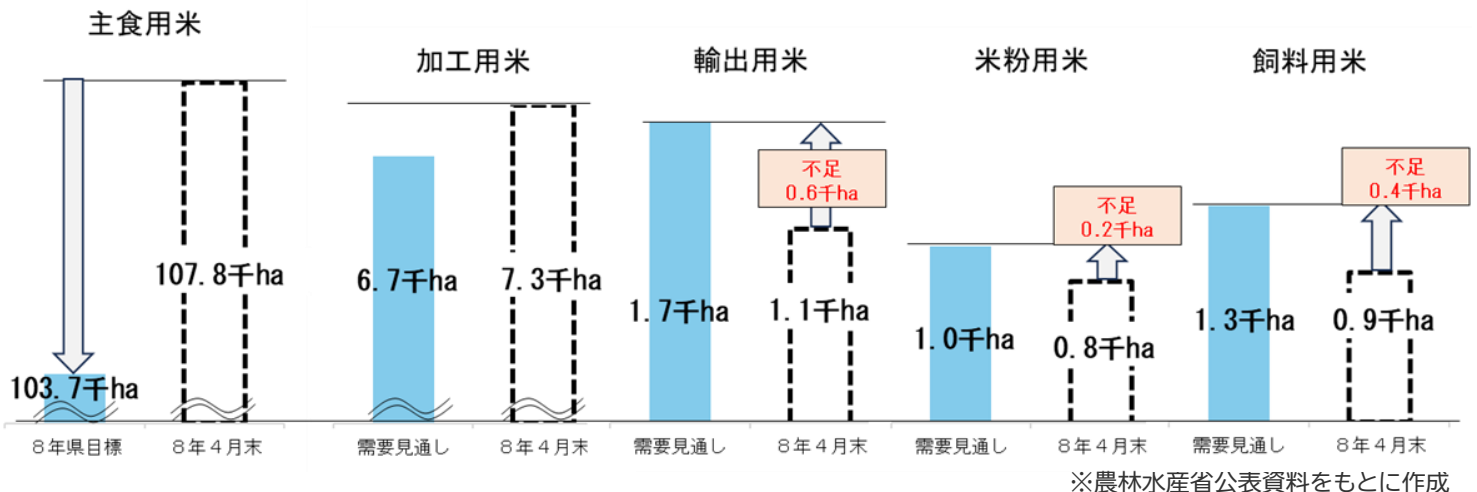 主食用米
103.7千ha
107.8千ha
8年県目標
8年4月末
加工用米
6.7千ha
7.3千ha
需要見通し
8年4月末
輸出用米
不足
0.6千ha
1.7千ha
1.1千ha
需要見通し
8年4月末
米粉用米
不足
0.2千ha
1.0千ha
0.8千ha
需要見通し
8年4月末
飼料用米
不足
0.4千ha
1.3千ha
0.9千ha
需要見通し
8年4月末
※農林水産省公表資料をもとに作成